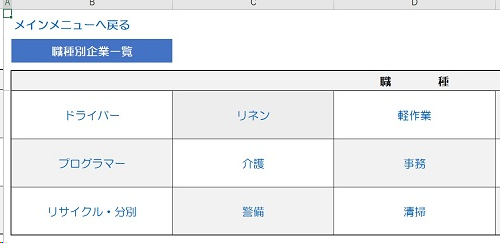 A B C D
メインメニューへ戻る
職種別企業一覧
職 種
ドライバー リネン 軽作業
プログラマー 介護 事務
リサイクル・分別 警備 清掃